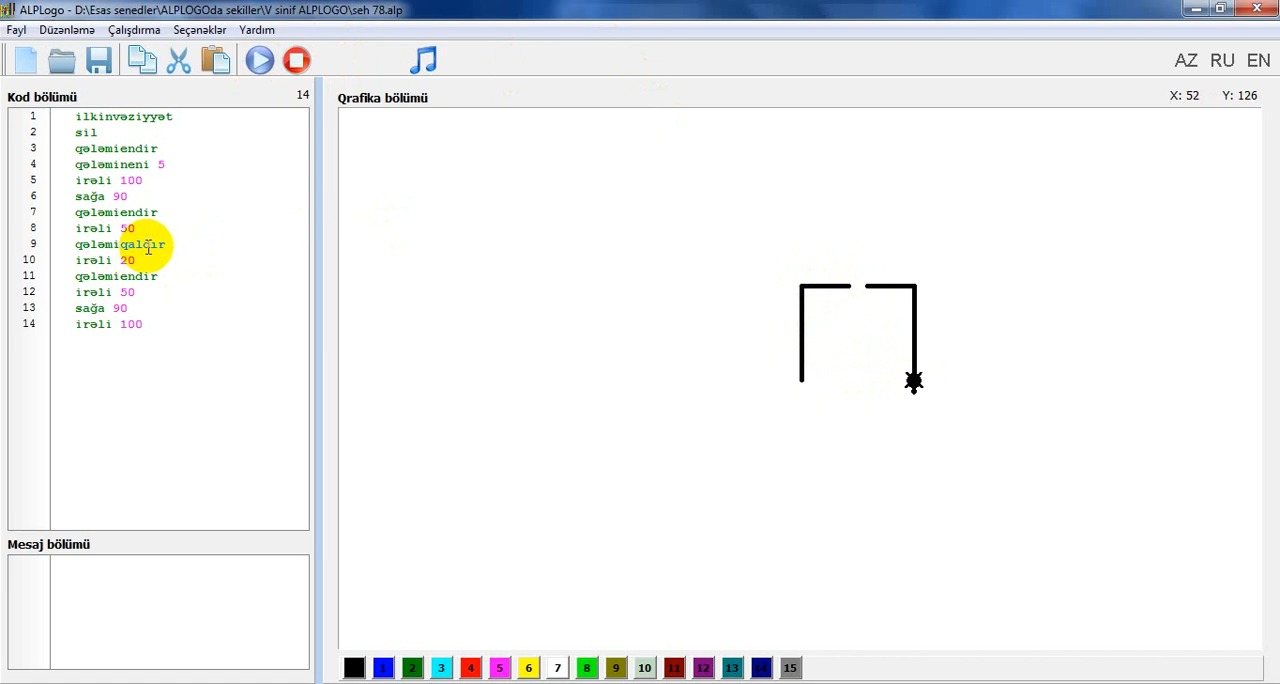 ALPLogo - D:\Esas senedler\ALPLOGOda sekiller\V sinif ALPLOGO\seh 78.alp
Fayl Düzənləmə Çalışdırma Seçənəklər Yardım
AZ RU EN
Kod bölümü 14
Qrafika bölümü X: 52 Y: 126
1 ilkinvəziyyət
2 sil
3 qələmiendir
4 qələmineni 5
5 irəli 100
6 sağa 90
7 qələmiendir
8 irəli 50
9 qələmiqaldır
10 irəli 20
11 qələmiendir
12 irəli 50
13 sağa 90
14 irəli 100
Mesaj bölümü
1 2 3 4 5 6 7 8 9 10 11 12 13 14 15